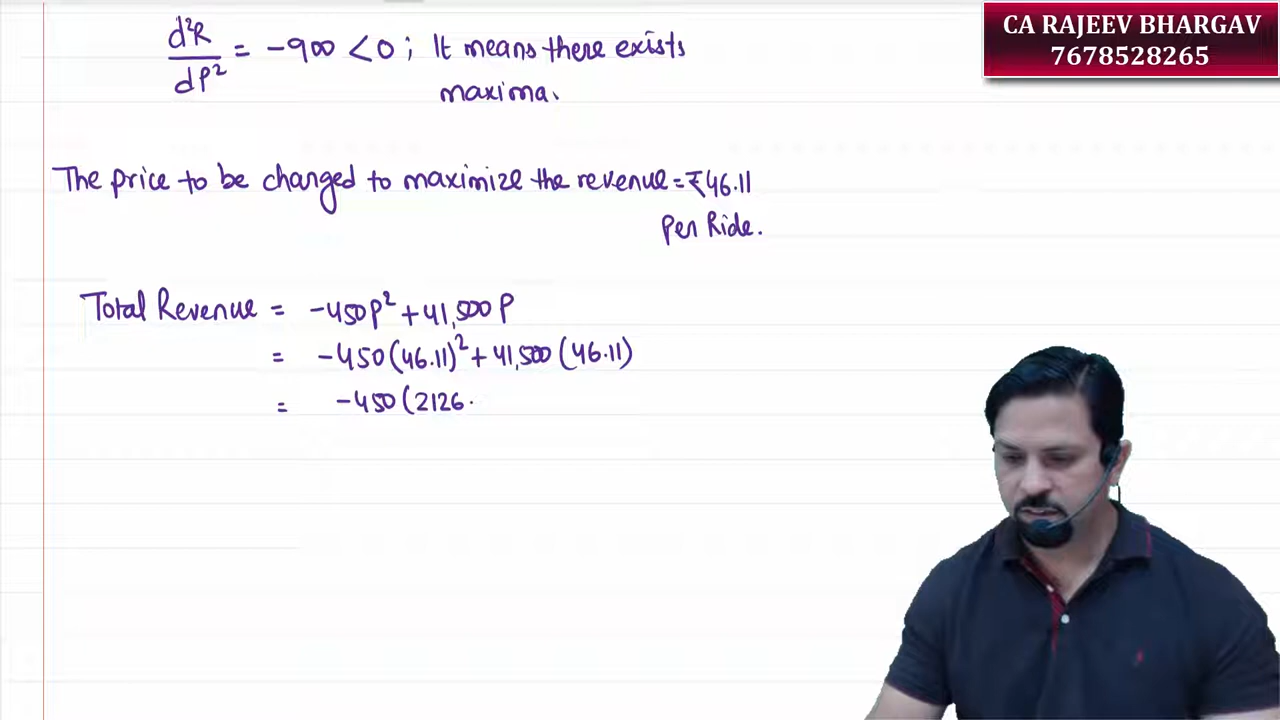 CA RAJEEV BHARGAV
7678528265
d²R/dP² = -900 < 0 ; It means there exists
maxima.
The price to be changed to maximize the revenue = ₹46.11
Per Ride.
Total Revenue = -450P² + 41,500 P
= -450(46.11)² + 41,500 (46.11)
= -450(2126.